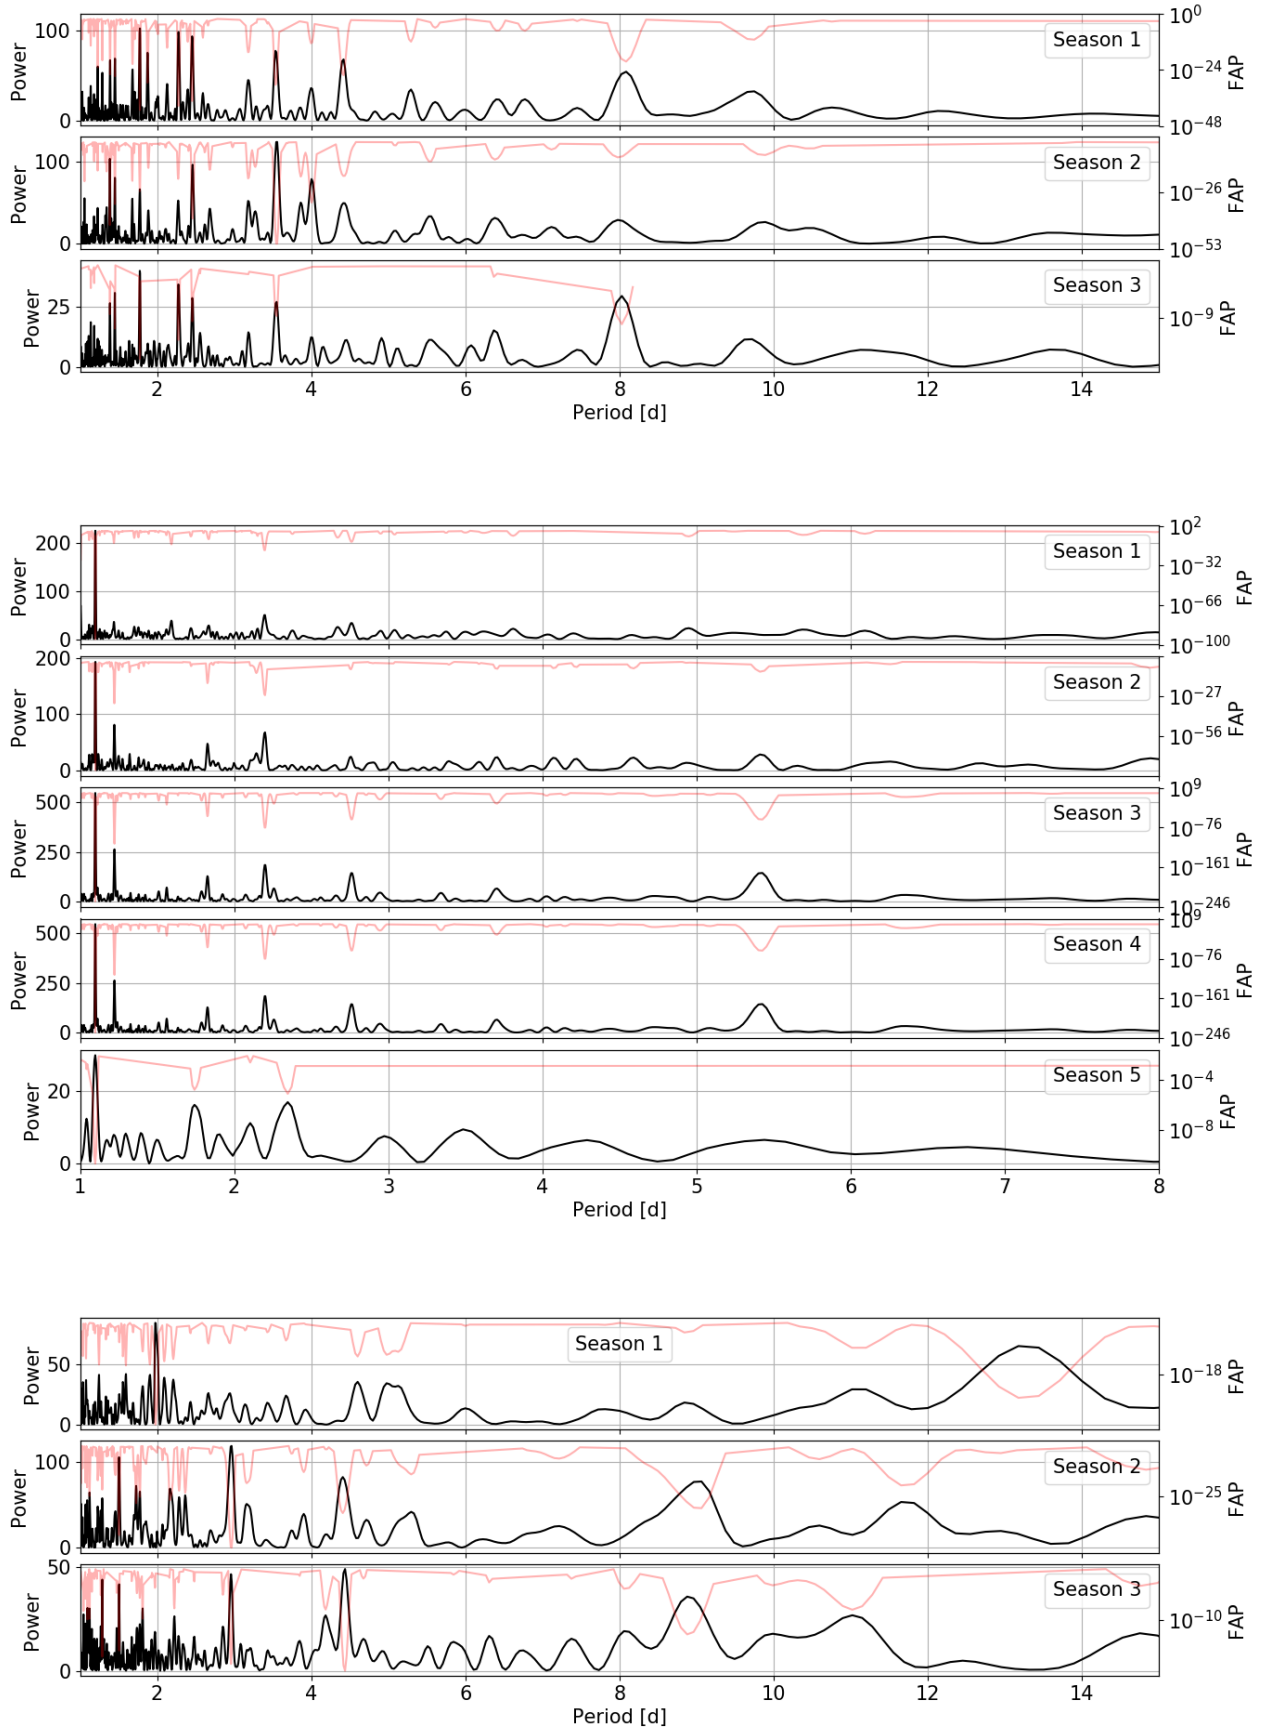 100
0
Power
Season 1
10^0
10^-24
10^-48
FAP
100
0
Power
Season 2
10^-26
10^-53
FAP
25
0
Power
Season 3
10^-9
FAP
2 4 6 8 10 12 14
Period [d]
200
100
0
Power
Season 1
10^2
10^-32
10^-66
10^-100
FAP
200
100
0
Power
Season 2
10^-27
10^-56
FAP
500
250
0
Power
Season 3
10^9
10^-76
10^-161
10^-246
FAP
500
250
0
Power
Season 4
10^9
10^-76
10^-161
10^-246
FAP
20
0
Power
Season 5
10^-4
10^-8
FAP
1 2 3 4 5 6 7 8
Period [d]
50
0
Power
Season 1
10^-18
FAP
100
0
Power
Season 2
10^-25
FAP
50
25
0
Power
Season 3
10^-10
FAP
2 4 6 8 10 12 14
Period [d]